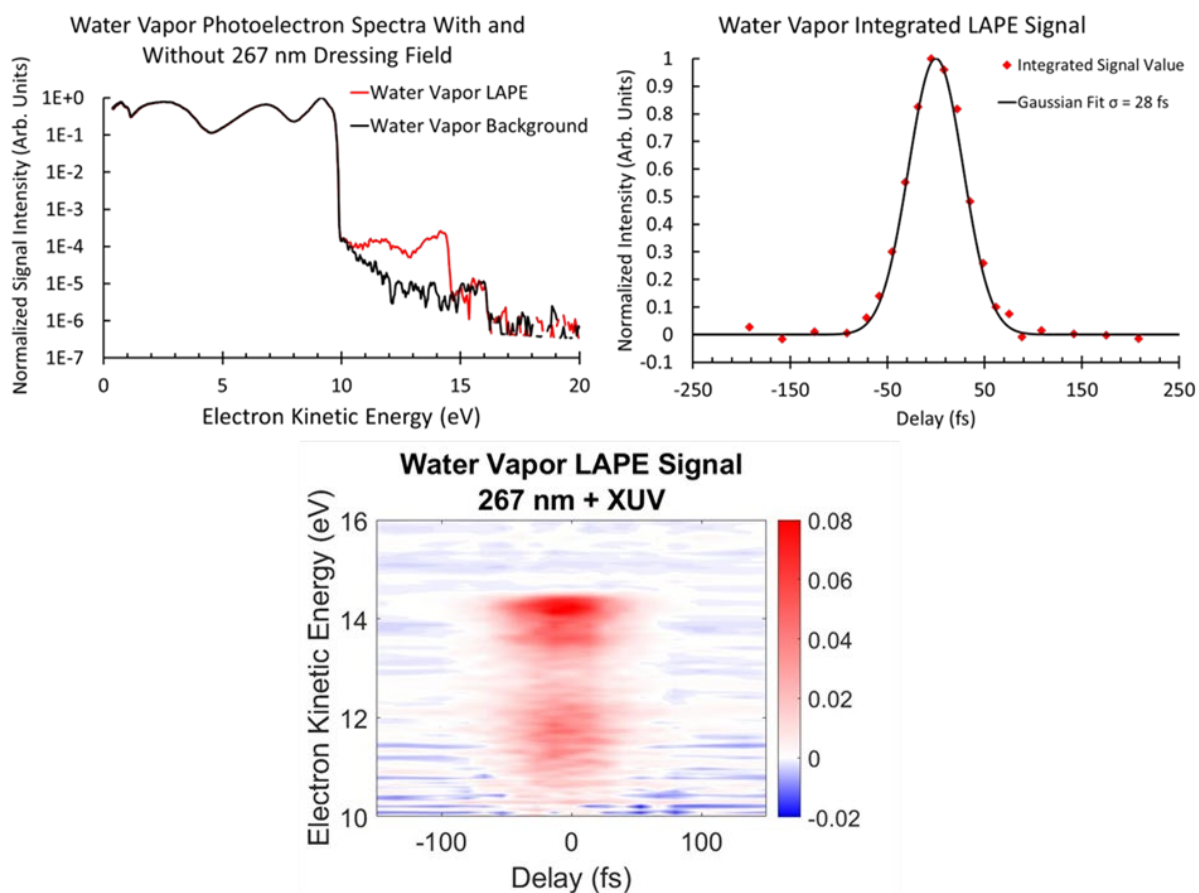 Water Vapor Photoelectron Spectra With and
Without 267 nm Dressing Field
Normalized Signal Intensity (Arb. Units)
1E+0
1E-1
1E-2
1E-3
1E-4
1E-5
1E-6
1E-7
Water Vapor LAPE
Water Vapor Background
0 5 10 15 20
Electron Kinetic Energy (eV)
Water Vapor Integrated LAPE Signal
Normalized Intensity (Arb. Units)
1
0.9
0.8
0.7
0.6
0.5
0.4
0.3
0.2
0.1
0
-0.1
Integrated Signal Value
Gaussian Fit σ = 28 fs
-250 -150 -50 50 150 250
Delay (fs)
Water Vapor LAPE Signal
267 nm + XUV
Electron Kinetic Energy (eV)
16
14
12
10
-100 0 100
Delay (fs)
0.08
0.06
0.04
0.02
0
-0.02